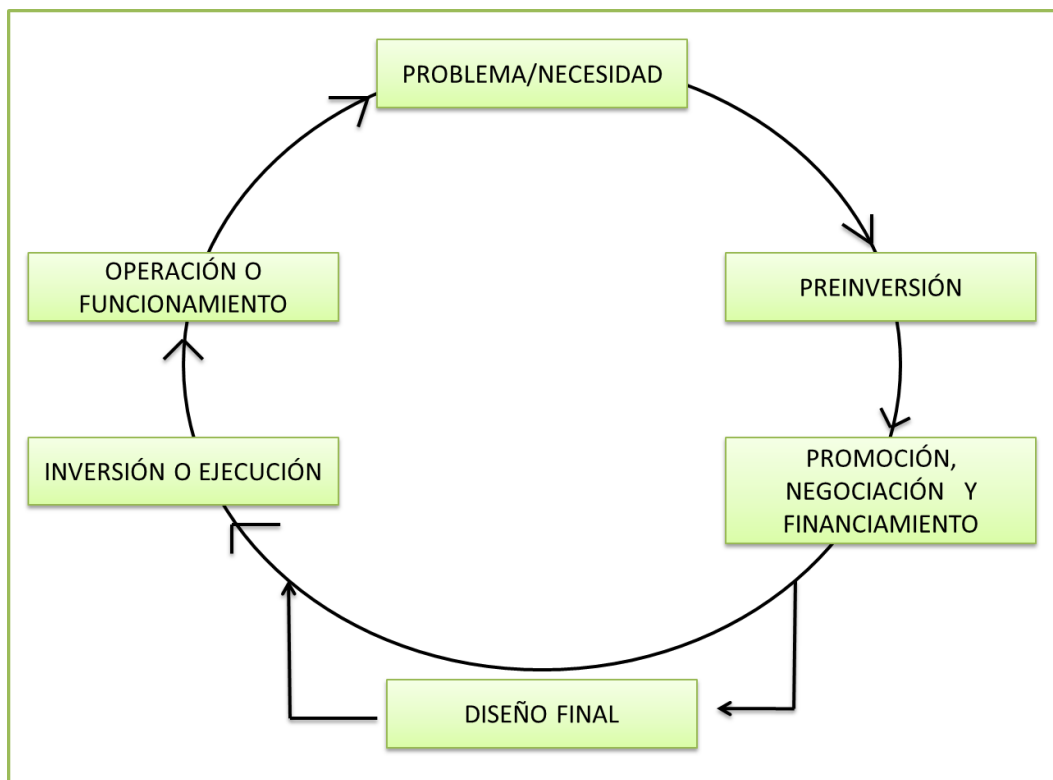 PROBLEMA/NECESIDAD
PREINVERSIÓN
PROMOCIÓN,
NEGOCIACIÓN Y
FINANCIAMIENTO
DISEÑO FINAL
INVERSIÓN O EJECUCIÓN
OPERACIÓN O
FUNCIONAMIENTO